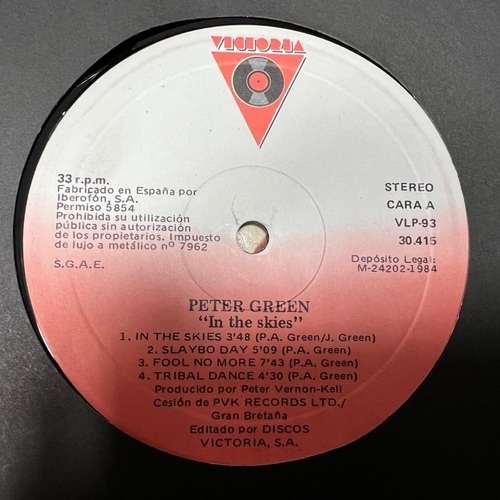 VICTORIA
33 r.p.m.
Fabricado en España por
Iberofón, S.A.
Permiso 5854
Prohibida su utilización
pública sin autorización
de los propietarios. Impuesto
de lujo a metálico nº 7962
S.G.A.E.
STEREO
CARA A
VLP-93
30.415
Depósito Legal:
M-24202-1984
PETER GREEN
"In the skies"
1. IN THE SKIES 3'48 (P.A. Green/J. Green)
2. SLAYBO DAY 5'09 (P.A. Green)
3. FOOL NO MORE 7'43 (P.A. Green)
4. TRIBAL DANCE 4'30 (P.A. Green)
Producido por Peter Vernon-Kell
Cesión de PVK RECORDS LTD./
Gran Bretaña
Editado por DISCOS
VICTORIA, S.A.